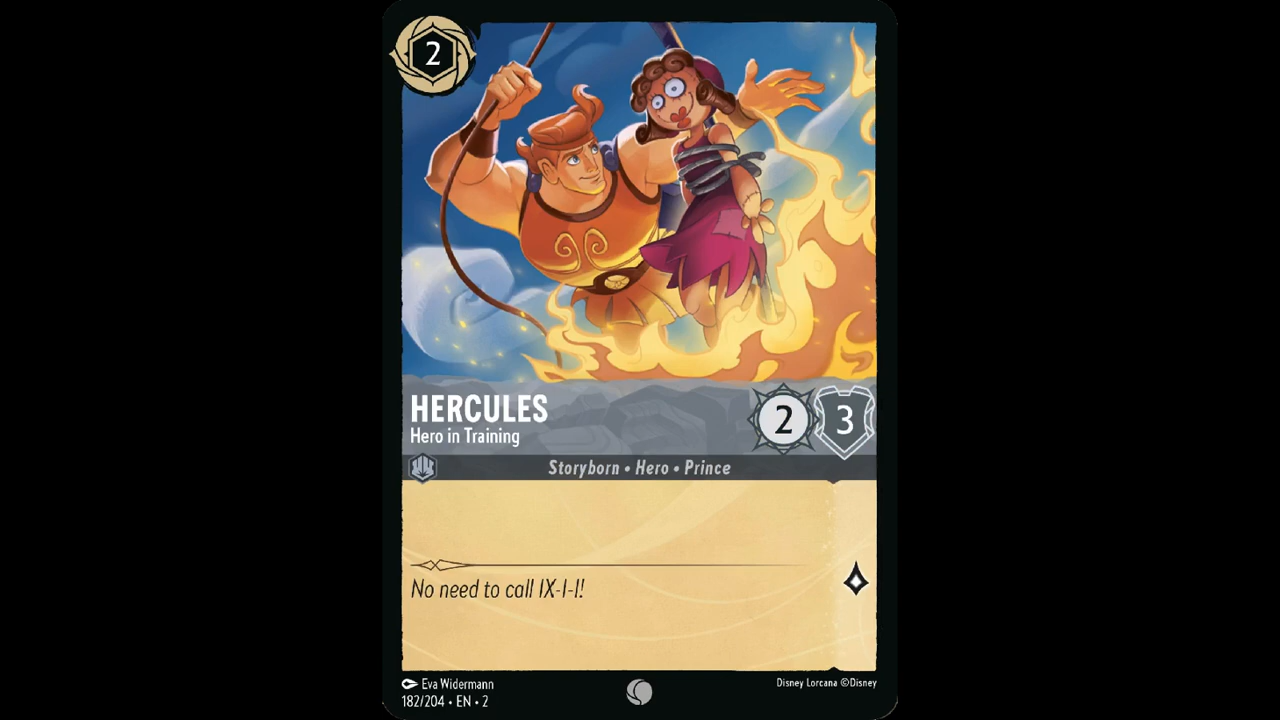 2
HERCULES
Hero in Training
2 3
Storyborn • Hero • Prince
No need to call IX-I-I!
Eva Widermann
182/204 • EN • 2
Disney Lorcana ©Disney